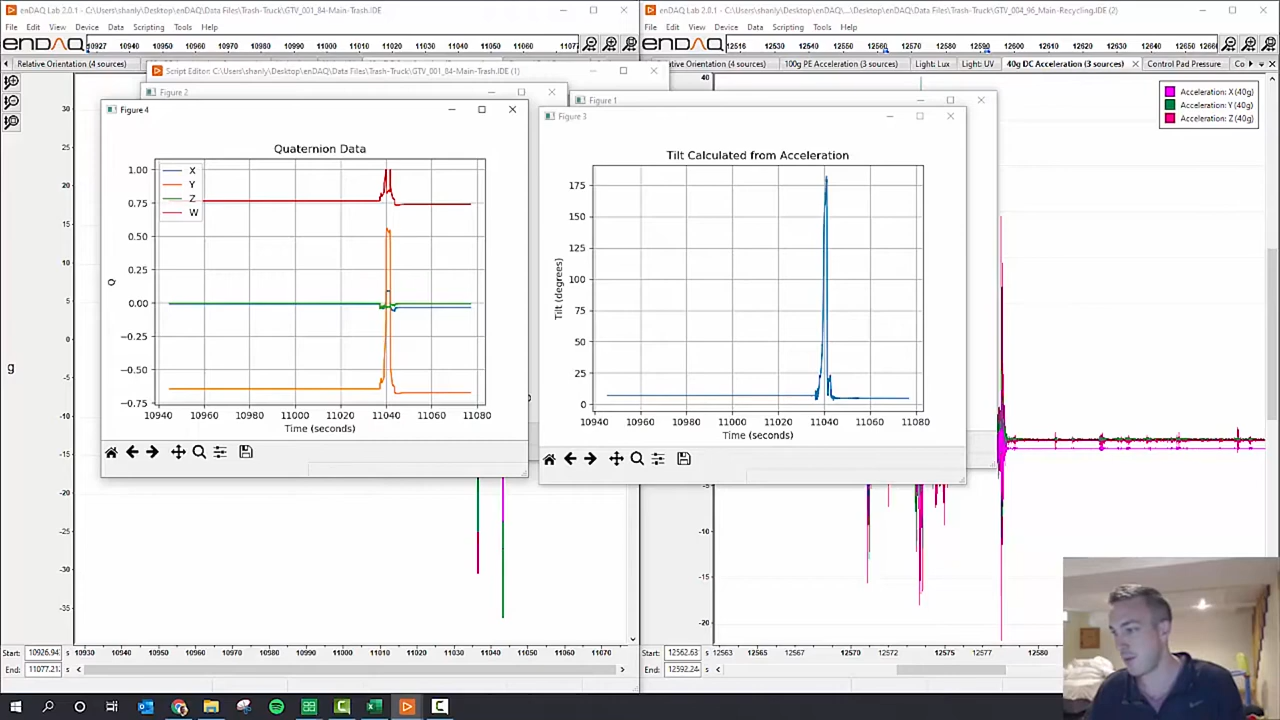 enDAQ Lab 2.0.1 - C:\Users\shanly\Desktop\enDAQ\Data Files\Trash-Truck\GTV_001_84-Main-Trash.IDE
File Edit View Device Data Scripting Tools Help
enDAQ 10927 10940 10950 10960 10970 10980 10990 11000 11010 11020 11030 11040 11050 11060
Relative Orientation (4 sources)
Script Editor: C:\Users\shanly\Desktop\enDAQ\Data Files\Trash-Truck\GTV_001_84-Main-Trash.IDE (1)
Figure 2
Figure 4
Quaternion Data
X
Y
Z
W
1.00
0.75
0.50
0.25
0.00
−0.25
−0.50
−0.75
Q
10940 10960 10980 11000 11020 11040 11060 11080
Time (seconds)
30
20
15
10
5
0
-5
-10
-15
-20
-25
-30
-35
g
Start: 10926.94 s 10930 10940 10950 10960 10970 10980 10990 11000 11010 11020 11030 11040 11050 11060 11070
End: 11077.21 s
enDAQ Lab 2.0.1 - C:\Users\shanly\Desktop\enDAQ\...\Desktop\enDAQ\Data Files\Trash-Truck\GTV_004_96_Main-Recycling.IDE (2)
File Edit View Device Data Scripting Tools Help
enDAQ 12516 12530 12540 12550 12560 12570 12580 12590 12600 12610 12620 12630 12640 12650
Relative Orientation (4 sources) 100g PE Acceleration (3 sources) Light: Lux Light: UV 40g DC Acceleration (3 sources) Control Pad Pressure Co
Acceleration: X (40g)
Acceleration: Y (40g)
Acceleration: Z (40g)
40
Figure 1
Figure 3
Tilt Calculated from Acceleration
175
150
125
100
75
50
25
0
Tilt (degrees)
10940 10960 10980 11000 11020 11040 11060 11080
Time (seconds)
-5
-10
-15
-20
Start: 12562.63 s 12563 12565 12568 12570 12573 12575 12578 12580
End: 12592.24 s